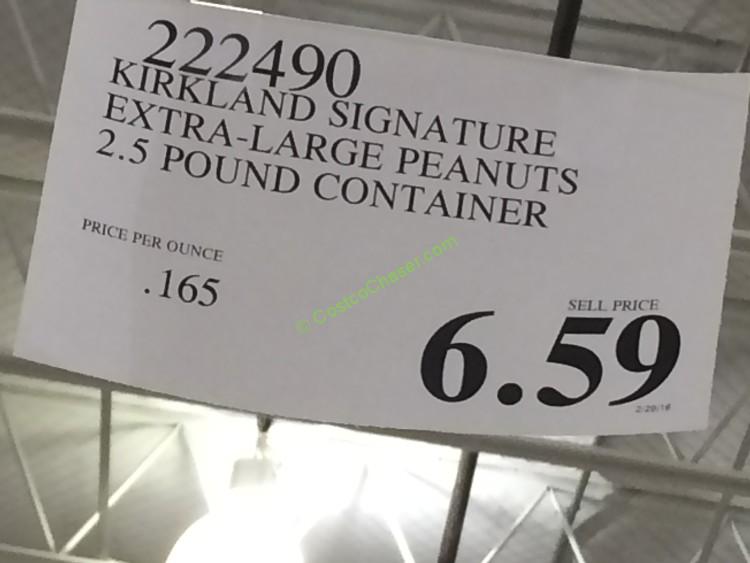 222490
KIRKLAND SIGNATURE
EXTRA-LARGE PEANUTS
2.5 POUND CONTAINER
PRICE PER OUNCE
.165
© CostcoChaser.com
SELL PRICE
6.59